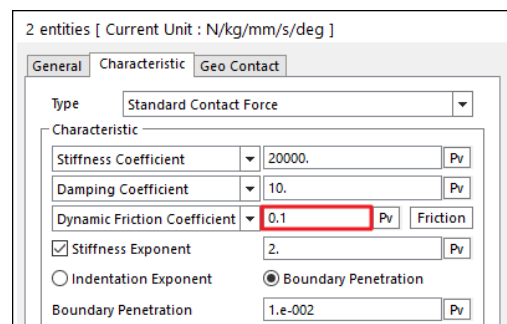 2 entities [ Current Unit : N/kg/mm/s/deg ]
General Characteristic Geo Contact
Type Standard Contact Force
Characteristic
Stiffness Coefficient 20000. Pv
Damping Coefficient 10. Pv
Dynamic Friction Coefficient 0.1 Pv Friction
Stiffness Exponent 2. Pv
Indentation Exponent Boundary Penetration
Boundary Penetration 1.e-002 Pv